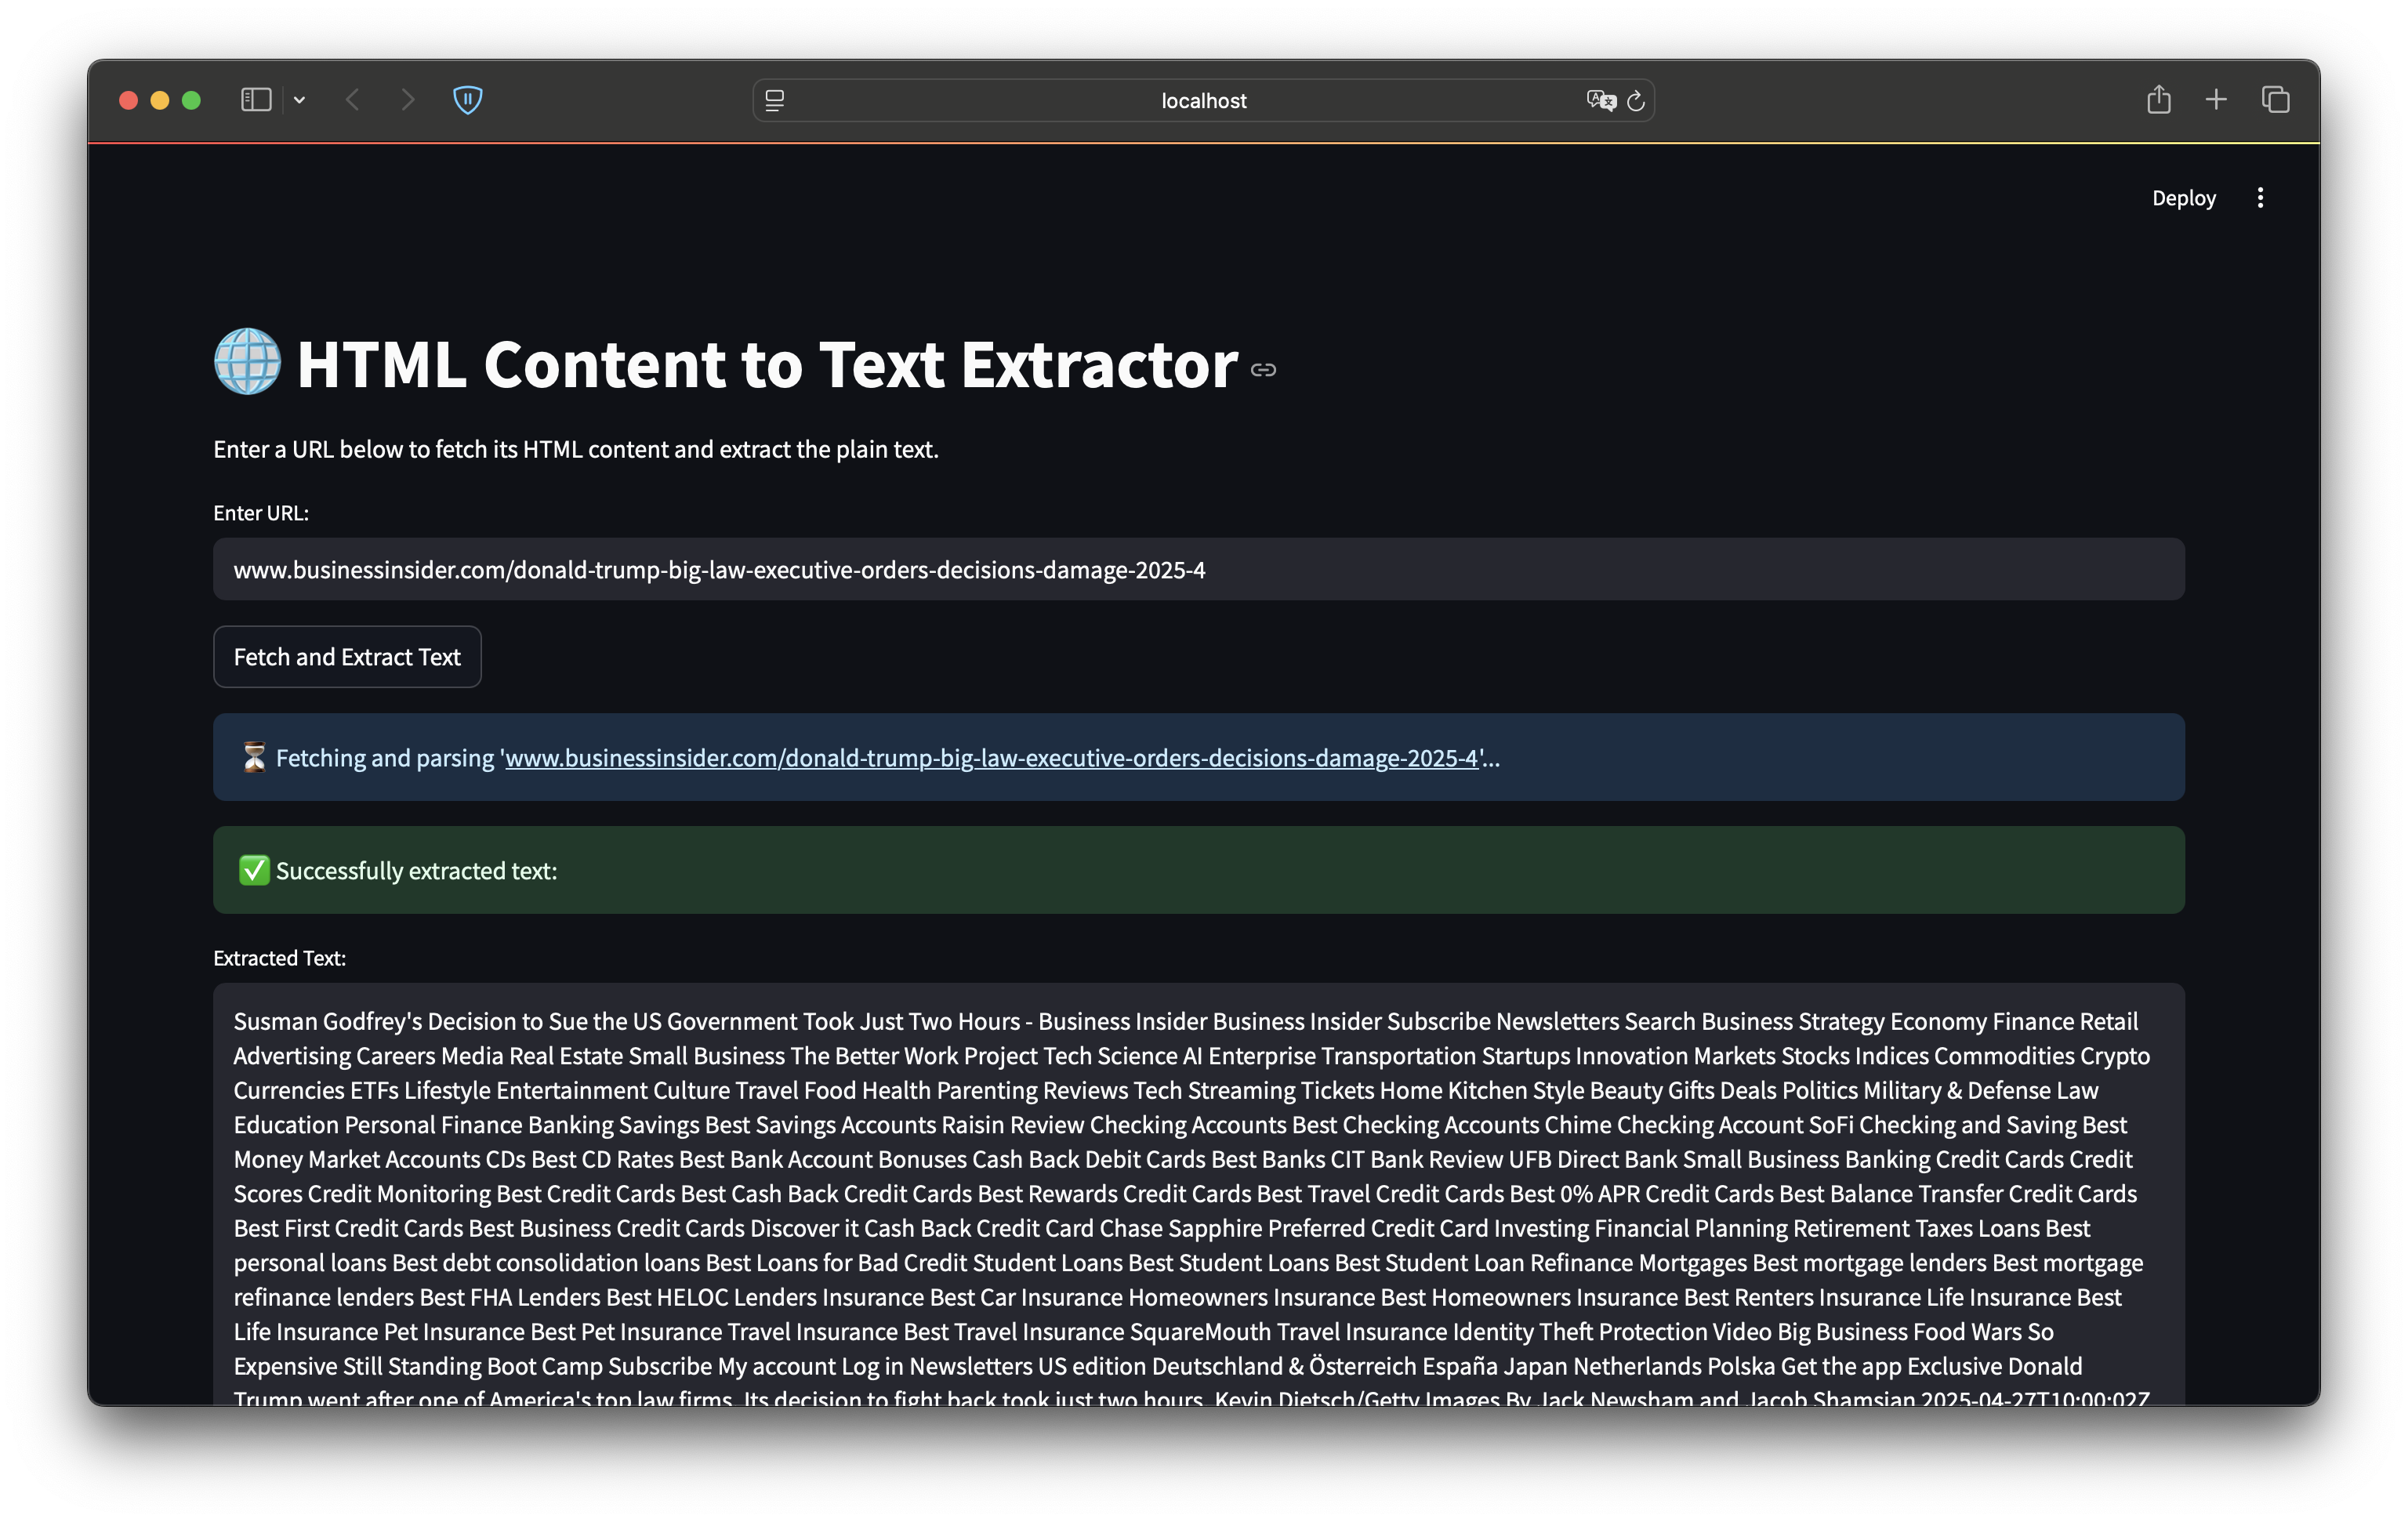 localhost
Deploy
HTML Content to Text Extractor
Enter a URL below to fetch its HTML content and extract the plain text.
Enter URL:
www.businessinsider.com/donald-trump-big-law-executive-orders-decisions-damage-2025-4
Fetch and Extract Text
Fetching and parsing 'www.businessinsider.com/donald-trump-big-law-executive-orders-decisions-damage-2025-4'...
Successfully extracted text:
Extracted Text:
Susman Godfrey's Decision to Sue the US Government Took Just Two Hours - Business Insider Business Insider Subscribe Newsletters Search Business Strategy Economy Finance Retail
Advertising Careers Media Real Estate Small Business The Better Work Project Tech Science AI Enterprise Transportation Startups Innovation Markets Stocks Indices Commodities Crypto
Currencies ETFs Lifestyle Entertainment Culture Travel Food Health Parenting Reviews Tech Streaming Tickets Home Kitchen Style Beauty Gifts Deals Politics Military & Defense Law
Education Personal Finance Banking Savings Best Savings Accounts Raisin Review Checking Accounts Best Checking Accounts Chime Checking Account SoFi Checking and Saving Best
Money Market Accounts CDs Best CD Rates Best Bank Account Bonuses Cash Back Debit Cards Best Banks CIT Bank Review UFB Direct Bank Small Business Banking Credit Cards Credit
Scores Credit Monitoring Best Credit Cards Best Cash Back Credit Cards Best Rewards Credit Cards Best Travel Credit Cards Best 0% APR Credit Cards Best Balance Transfer Credit Cards
Best First Credit Cards Best Business Credit Cards Discover it Cash Back Credit Card Chase Sapphire Preferred Credit Card Investing Financial Planning Retirement Taxes Loans Best
personal loans Best debt consolidation loans Best Loans for Bad Credit Student Loans Best Student Loans Best Student Loan Refinance Mortgages Best mortgage lenders Best mortgage
refinance lenders Best FHA Lenders Best HELOC Lenders Insurance Best Car Insurance Homeowners Insurance Best Homeowners Insurance Best Renters Insurance Life Insurance Best
Life Insurance Pet Insurance Best Pet Insurance Travel Insurance Best Travel Insurance SquareMouth Travel Insurance Identity Theft Protection Video Big Business Food Wars So
Expensive Still Standing Boot Camp Subscribe My account Log in Newsletters US edition Deutschland & Österreich España Japan Netherlands Polska Get the app Exclusive Donald
Trump went after one of America's top law firms. Its decision to fight back took just two hours. Kevin Dietsch/Getty Images By Jack Newsham and Jacob Shamsian 2025-04-27T10:00:02Z